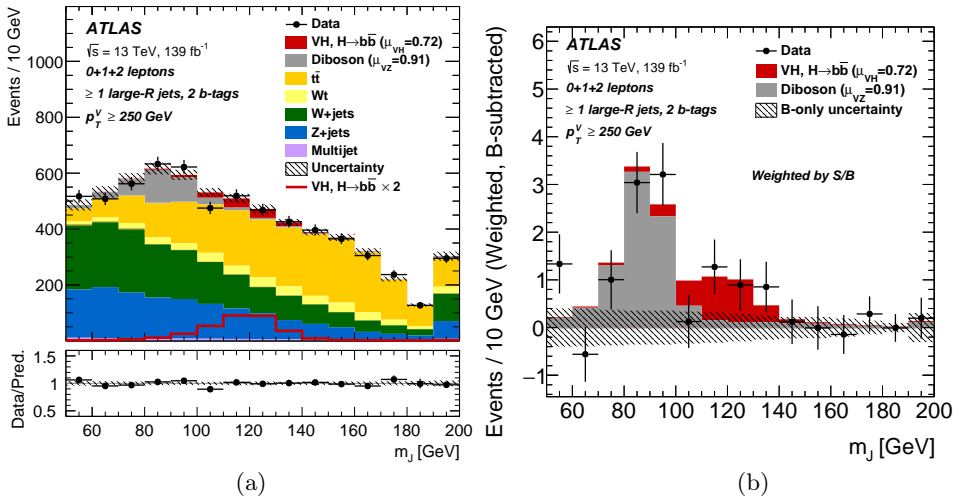 ATLAS
√s = 13 TeV, 139 fb⁻¹
0+1+2 leptons
≥ 1 large-R jets, 2 b-tags
p_T^V ≥ 250 GeV
Data
VH, H→bb̅ (μ_VH=0.72)
Diboson (μ_VZ=0.91)
tt̅
Wt
W+jets
Z+jets
Multijet
Uncertainty
VH, H→bb̅ × 2
Events / 10 GeV
1000
800
600
400
200
Data/Pred.
1.5
1
0.5
60 80 100 120 140 160 180 200
m_J [GeV]
(a)
ATLAS
√s = 13 TeV, 139 fb⁻¹
0+1+2 leptons
≥ 1 large-R jets, 2 b-tags
p_T^V ≥ 250 GeV
Data
VH, H→bb̅ (μ_VH=0.72)
Diboson (μ_VZ=0.91)
B-only uncertainty
Weighted by S/B
Events / 10 GeV (Weighted, B-subtracted)
6
5
4
3
2
1
0
−1
60 80 100 120 140 160 180 200
m_J [GeV]
(b)